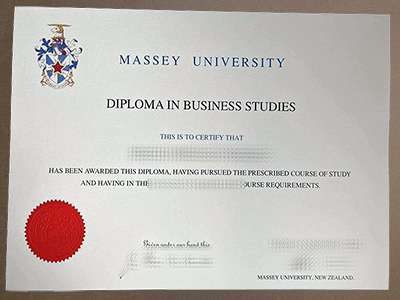 MASSEY UNIVERSITY
DIPLOMA IN BUSINESS STUDIES
THIS IS TO CERTIFY THAT
HAS BEEN AWARDED THIS DIPLOMA, HAVING PURSUED THE PRESCRIBED COURSE OF STUDY
AND HAVING IN THE OURSE REQUIREMENTS.
Given under our hand this
MASSEY UNIVERSITY, NEW ZEALAND.